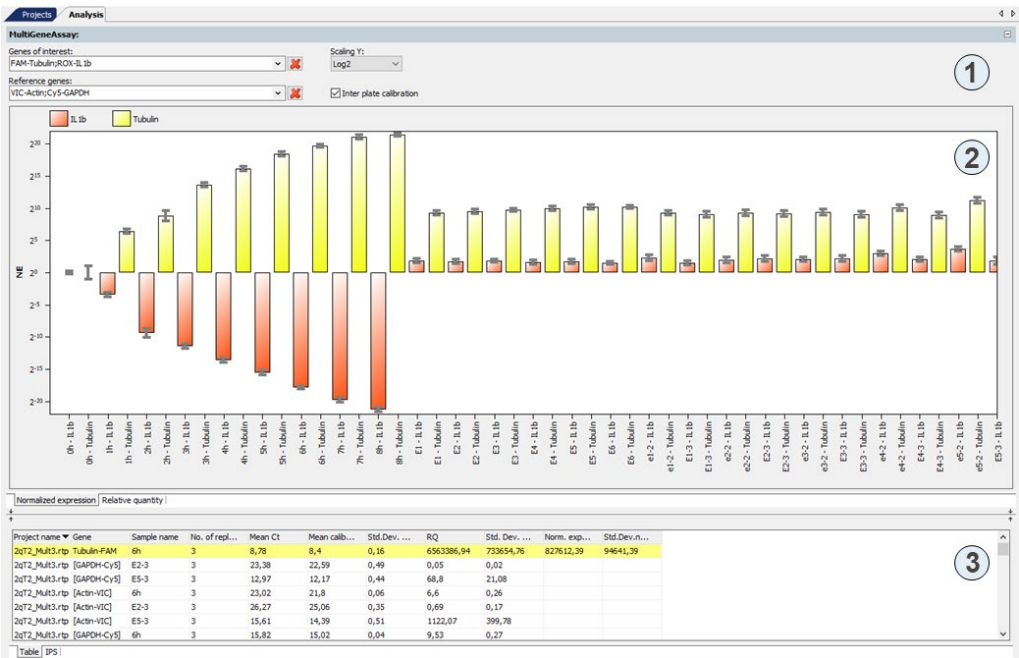 Projects Analysis
MultiGeneAssay:
Genes of interest:
Scaling Y:
FAM-Tubulin;ROX-IL1b
Log2
Reference genes:
VIC-Actin;Cy5-GAPDH
Inter plate calibration
1
IL1b Tubulin
2
2²⁰
2¹⁵
2¹⁰
2⁵
2⁰
2⁻⁵
2⁻¹⁰
2⁻¹⁵
2⁻²⁰
NE
0h - IL1b
0h - Tubulin
1h - IL1b
1h - Tubulin
2h - IL1b
2h - Tubulin
3h - IL1b
3h - Tubulin
4h - IL1b
4h - Tubulin
5h - IL1b
5h - Tubulin
6h - IL1b
6h - Tubulin
7h - IL1b
7h - Tubulin
8h - IL1b
8h - Tubulin
E1 - IL1b
E1 - Tubulin
E2 - IL1b
E2 - Tubulin
E3 - IL1b
E3 - Tubulin
E4 - IL1b
E4 - Tubulin
E5 - IL1b
E5 - Tubulin
E6 - IL1b
E6 - Tubulin
e1-2 - IL1b
e1-2 - Tubulin
E1-3 - IL1b
E1-3 - Tubulin
e2-2 - IL1b
e2-2 - Tubulin
E2-3 - IL1b
E2-3 - Tubulin
e3-2 - IL1b
e3-2 - Tubulin
E3-3 - IL1b
E3-3 - Tubulin
e4-2 - IL1b
e4-2 - Tubulin
E4-3 - IL1b
E4-3 - Tubulin
e5-2 - IL1b
e5-2 - Tubulin
E5-3 - IL1b
Normalized expression Relative quantity
Project name Gene Sample name No. of repl... Mean Ct Mean calib... Std.Dev. ... RQ Std. Dev. ... Norm. exp... Std.Dev.n...
2qT2_Mult3.rtp Tubulin-FAM 6h 3 8,78 8,4 0,16 6563386,94 733654,76 827612,39 94641,39
2qT2_Mult3.rtp [GAPDH-Cy5] E2-3 3 23,38 22,59 0,49 0,05 0,02
2qT2_Mult3.rtp [GAPDH-Cy5] E5-3 3 12,97 12,17 0,44 68,8 21,08
2qT2_Mult3.rtp [Actin-VIC] 6h 3 23,02 21,8 0,06 6,6 0,26
2qT2_Mult3.rtp [Actin-VIC] E2-3 3 26,27 25,06 0,35 0,69 0,17
2qT2_Mult3.rtp [Actin-VIC] E5-3 3 15,61 14,39 0,51 1122,07 399,78
2qT2_Mult3.rtp [GAPDH-Cy5] 6h 3 15,82 15,02 0,04 9,53 0,27
3
Table IPS